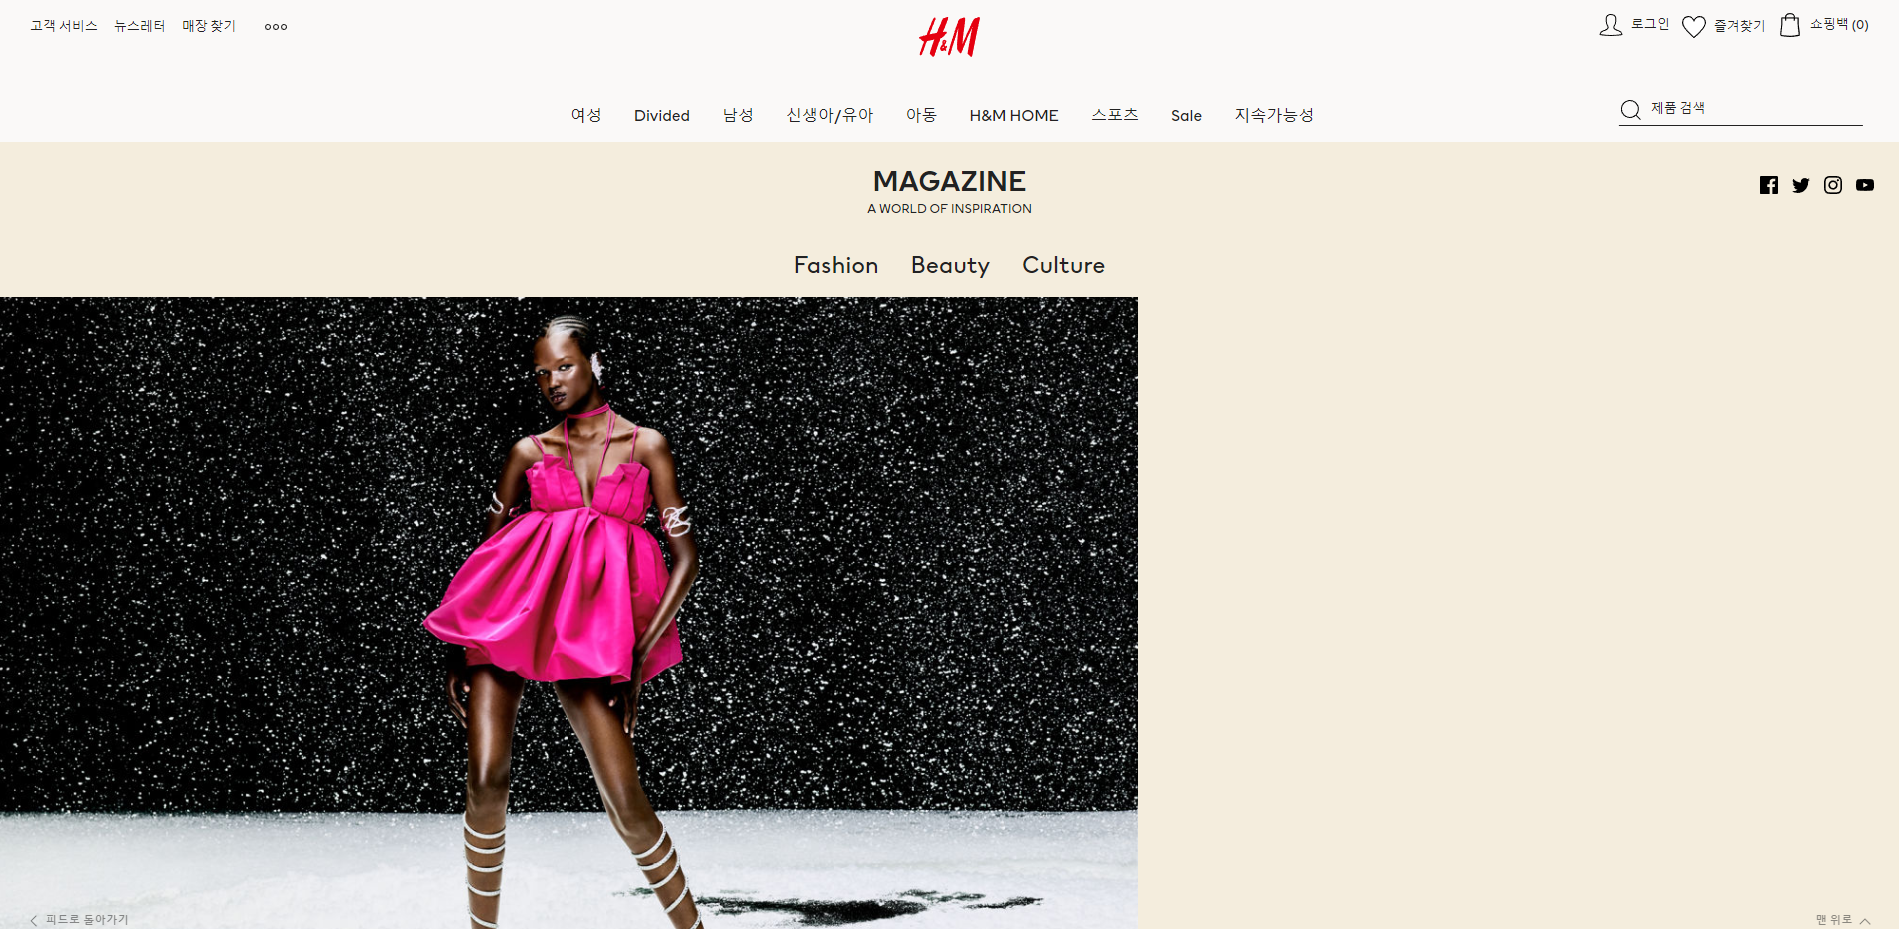 고객 서비스 뉴스레터 매장 찾기
H&M
로그인 즐겨찾기 쇼핑백 (0)
여성 Divided 남성 신생아/유아 아동 H&M HOME 스포츠 Sale 지속가능성
제품 검색
MAGAZINE
A WORLD OF INSPIRATION
Fashion Beauty Culture
피드로 돌아가기
맨 위로